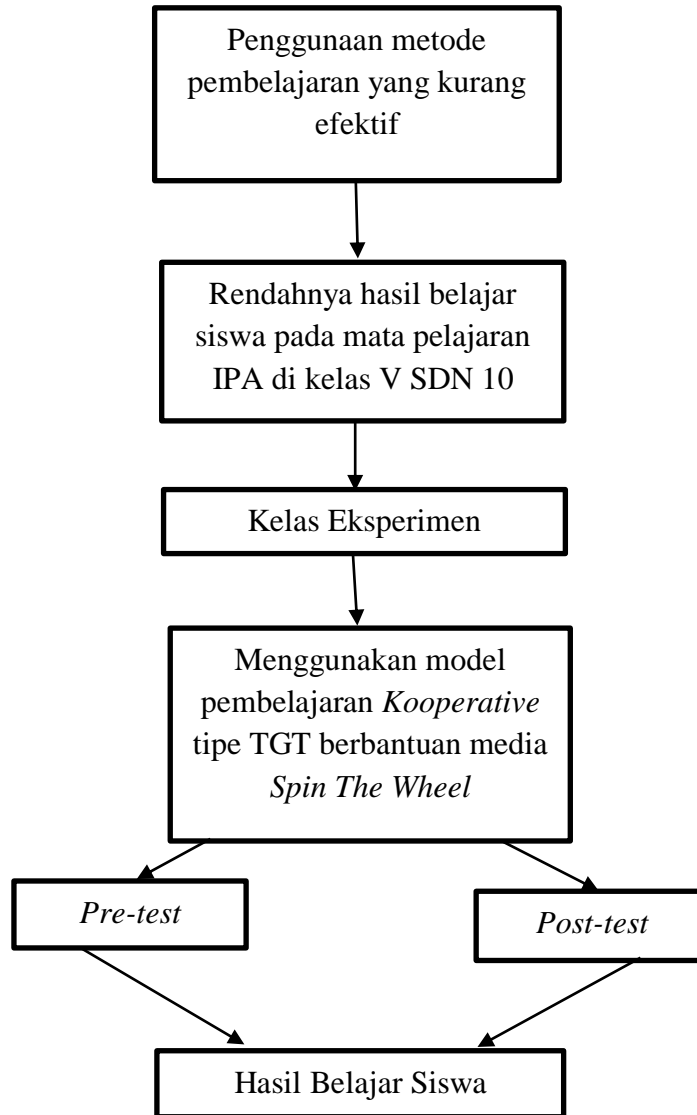 Penggunaan metode
pembelajaran yang kurang
efektif
Rendahnya hasil belajar
siswa pada mata pelajaran
IPA di kelas V SDN 10
Kelas Eksperimen
Menggunakan model
pembelajaran Kooperative
tipe TGT berbantuan media
Spin The Wheel
Pre-test
Post-test
Hasil Belajar Siswa